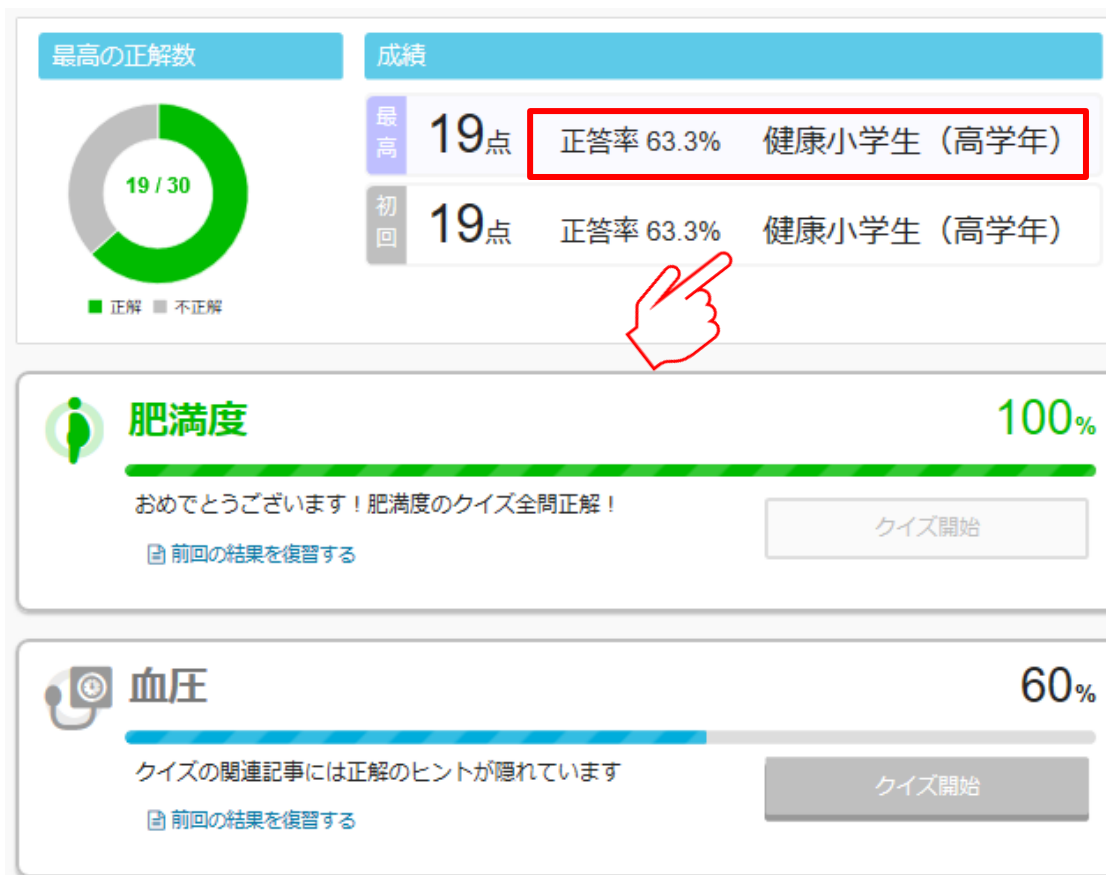 最高の正解数
19 / 30
正解 不正解
成績
最高 19点 正答率 63.3% 健康小学生（高学年）
初回 19点 正答率 63.3% 健康小学生（高学年）
肥満度 100%
おめでとうございます！肥満度のクイズ全問正解！
クイズ開始
前回の結果を復習する
血圧 60%
クイズの関連記事には正解のヒントが隠れています
クイズ開始
前回の結果を復習する